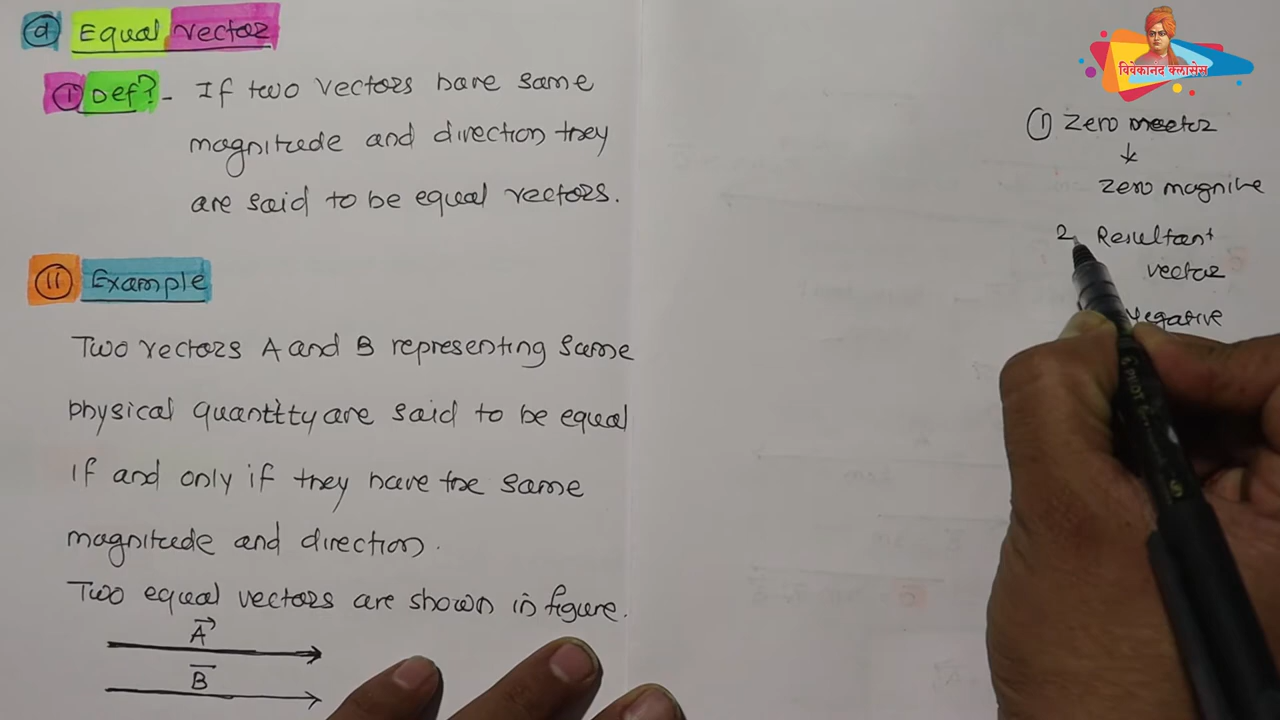 d Equal vector
I Def? - If two vectors have same
magnitude and direction they
are said to be equal vectors.
II Example
Two vectors A and B representing same
physical quantity are said to be equal
If and only if they have the same
magnitude and direction.
Two equal vectors are shown in figure.
A
B
विवेकानंद क्लासेस
1 Zero
Zero magnitve
2 Resultant
vector
Negative
PILOT